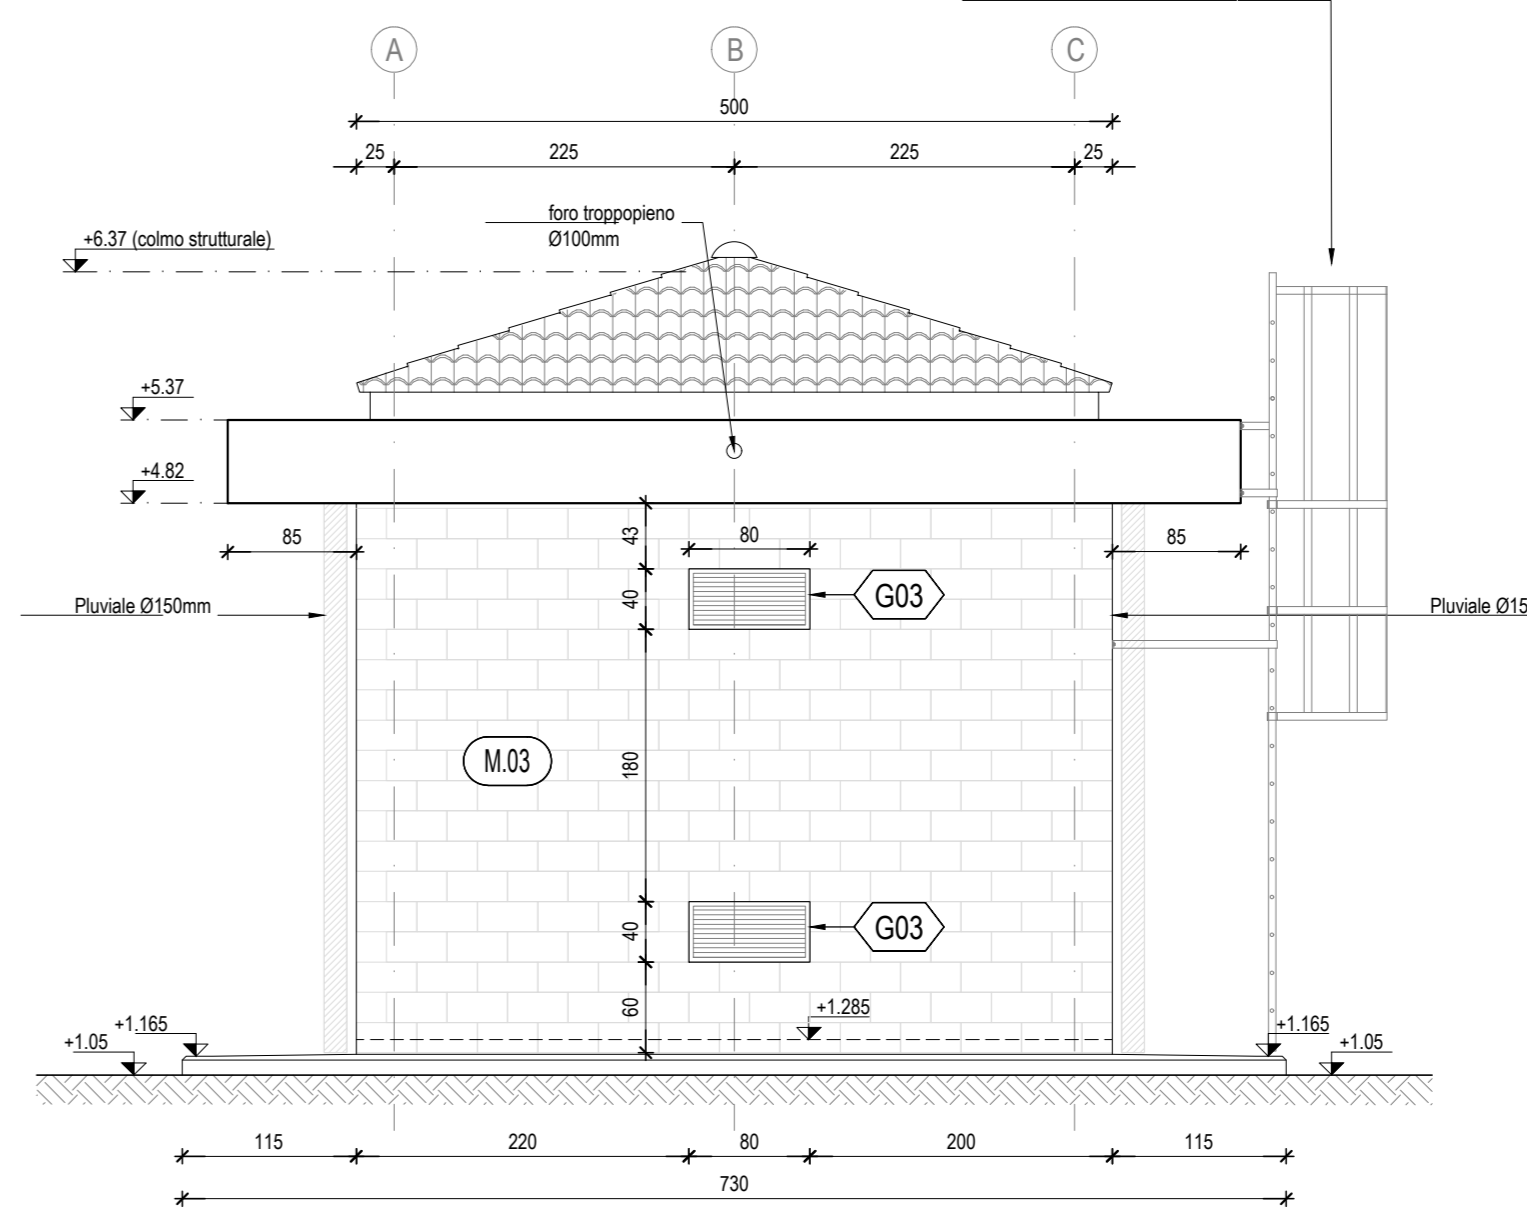 A
B
C
500
25
225
225
25
foro troppopieno
Ø100mm
+6.37 (colmo strutturale)
+5.37
+4.82
85
43
80
85
40
G03
Pluviale Ø150mm
Pluviale Ø15
M.03
180
40
G03
60
+1.285
+1.165
+1.05
+1.165
+1.05
115
220
80
200
115
730